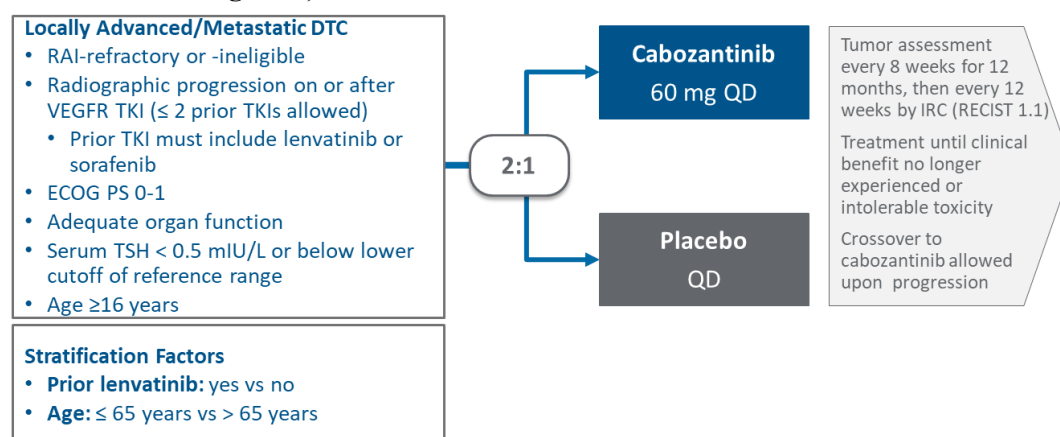 Locally Advanced/Metastatic DTC
• RAI-refractory or -ineligible
• Radiographic progression on or after
VEGFR TKI (≤ 2 prior TKIs allowed)
• Prior TKI must include lenvatinib or
sorafenib
• ECOG PS 0-1
• Adequate organ function
• Serum TSH < 0.5 mIU/L or below lower
cutoff of reference range
• Age ≥16 years
Stratification Factors
• Prior lenvatinib: yes vs no
• Age: ≤ 65 years vs > 65 years
2:1
Cabozantinib
60 mg QD
Placebo
QD
Tumor assessment
every 8 weeks for 12
months, then every 12
weeks by IRC (RECIST 1.1)
Treatment until clinical
benefit no longer
experienced or
intolerable toxicity
Crossover to
cabozantinib allowed
upon progression